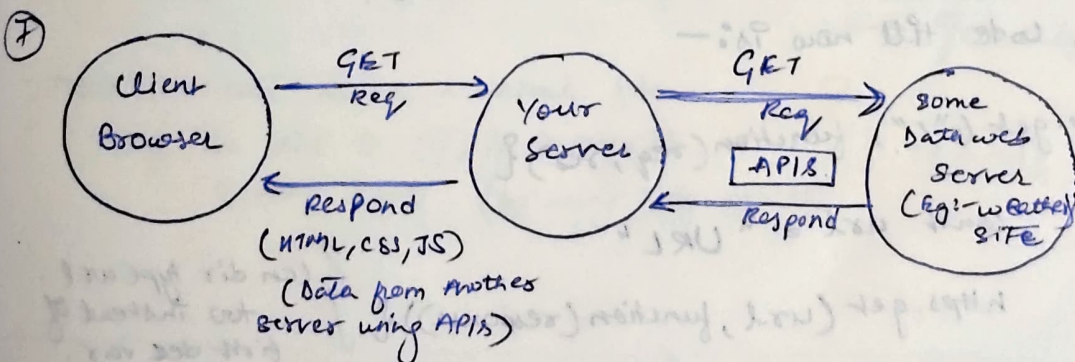 7
Client
Browser
GET
Req
Respond
(HTML, CSS, JS)
(Data from Another
server using APIs)
Your
Server
GET
Req
APIS
Respond
Some
Data web
Server
(Eg:- weather
site